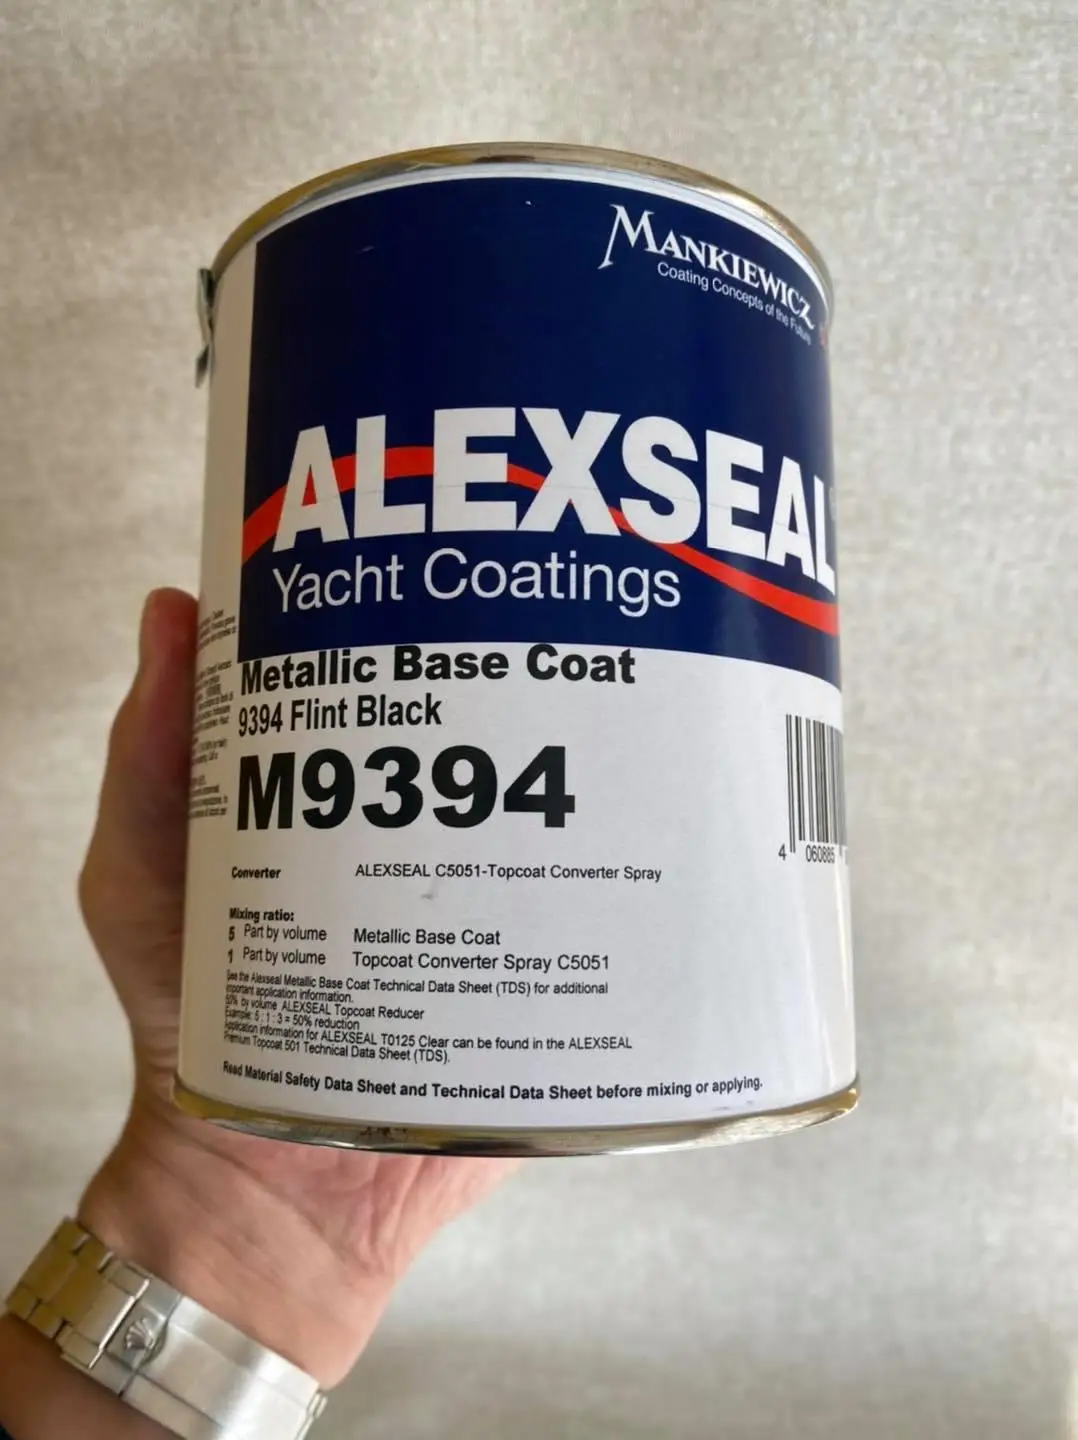 MANKIEWICZ
Coating Concepts of the Future
ALEXSEAL
Yacht Coatings
Metallic Base Coat
9394 Flint Black
M9394
Converter ALEXSEAL C5051-Topcoat Converter Spray
Mixing ratio:
5 Part by volume Metallic Base Coat
1 Part by volume Topcoat Converter Spray C5051
See the Alexseal Metallic Base Coat Technical Data Sheet (TDS) for additional
important application information.
50% by volume ALEXSEAL Topcoat Reducer
Example: 5 : 1 : 3 = 50% reduction
Application information for ALEXSEAL T0125 Clear can be found in the ALEXSEAL
Premium Topcoat 501 Technical Data Sheet (TDS).
Read Material Safety Data Sheet and Technical Data Sheet before mixing or applying.
4 060885